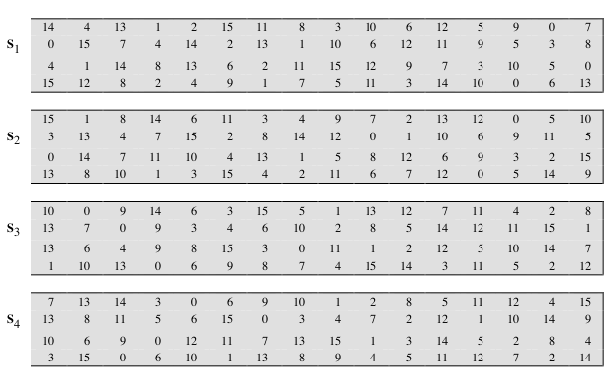 14 4 13 1 2 15 11 8 3 10 6 12 5 9 0 7
S1 0 15 7 4 14 2 13 1 10 6 12 11 9 5 3 8
4 1 14 8 13 6 2 11 15 12 9 7 3 10 5 0
15 12 8 2 4 9 1 7 5 11 3 14 10 0 6 13
15 1 8 14 6 11 3 4 9 7 2 13 12 0 5 10
S2 3 13 4 7 15 2 8 14 12 0 1 10 6 9 11 5
0 14 7 11 10 4 13 1 5 8 12 6 9 3 2 15
13 8 10 1 3 15 4 2 11 6 7 12 0 5 14 9
10 0 9 14 6 3 15 5 1 13 12 7 11 4 2 8
S3 13 7 0 9 3 4 6 10 2 8 5 14 12 11 15 1
13 6 4 9 8 15 3 0 11 1 2 12 5 10 14 7
1 10 13 0 6 9 8 7 4 15 14 3 11 5 2 12
7 13 14 3 0 6 9 10 1 2 8 5 11 12 4 15
S4 13 8 11 5 6 15 0 3 4 7 2 12 1 10 14 9
10 6 9 0 12 11 7 13 15 1 3 14 5 2 8 4
3 15 0 6 10 1 13 8 9 4 5 11 12 7 2 14